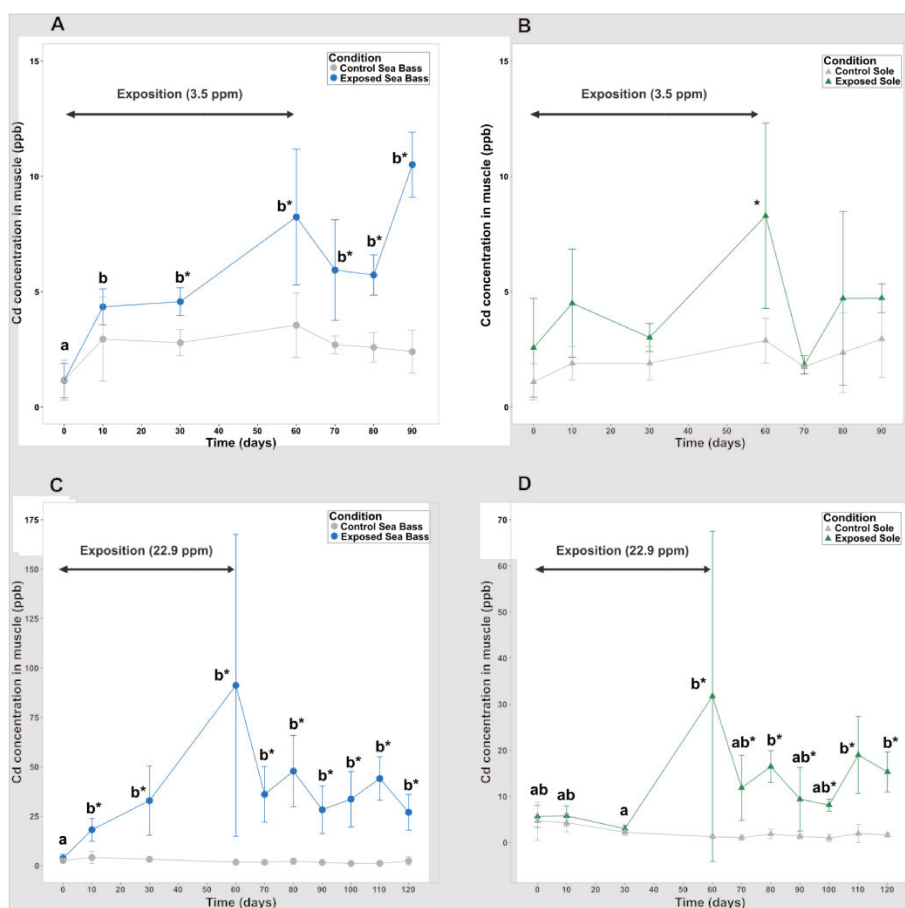 A
Condition
Control Sea Bass
Exposed Sea Bass
Exposition (3.5 ppm)
Cd concentration in muscle (ppb)
15
10
5
0
a
b
b*
b*
b*
b*
b*
0 10 20 30 40 50 60 70 80 90
Time (days)
B
Condition
Control Sole
Exposed Sole
Exposition (3.5 ppm)
Cd concentration in muscle (ppb)
15
10
5
0
*
0 10 20 30 40 50 60 70 80 90
Time (days)
C
Condition
Control Sea Bass
Exposed Sea Bass
Exposition (22.9 ppm)
Cd concentration in muscle (ppb)
175
150
125
100
75
50
25
0
a
b*
b*
b*
b*
b*
b*
b*
b*
b*
0 10 20 30 40 50 60 70 80 90 100 110 120
Time (days)
D
Condition
Control Sole
Exposed Sole
Exposition (22.9 ppm)
Cd concentration in muscle (ppb)
70
60
50
40
30
20
10
0
ab
ab
a
b*
ab*
b*
ab*
ab*
b*
b*
0 10 20 30 40 50 60 70 80 90 100 110 120
Time (days)